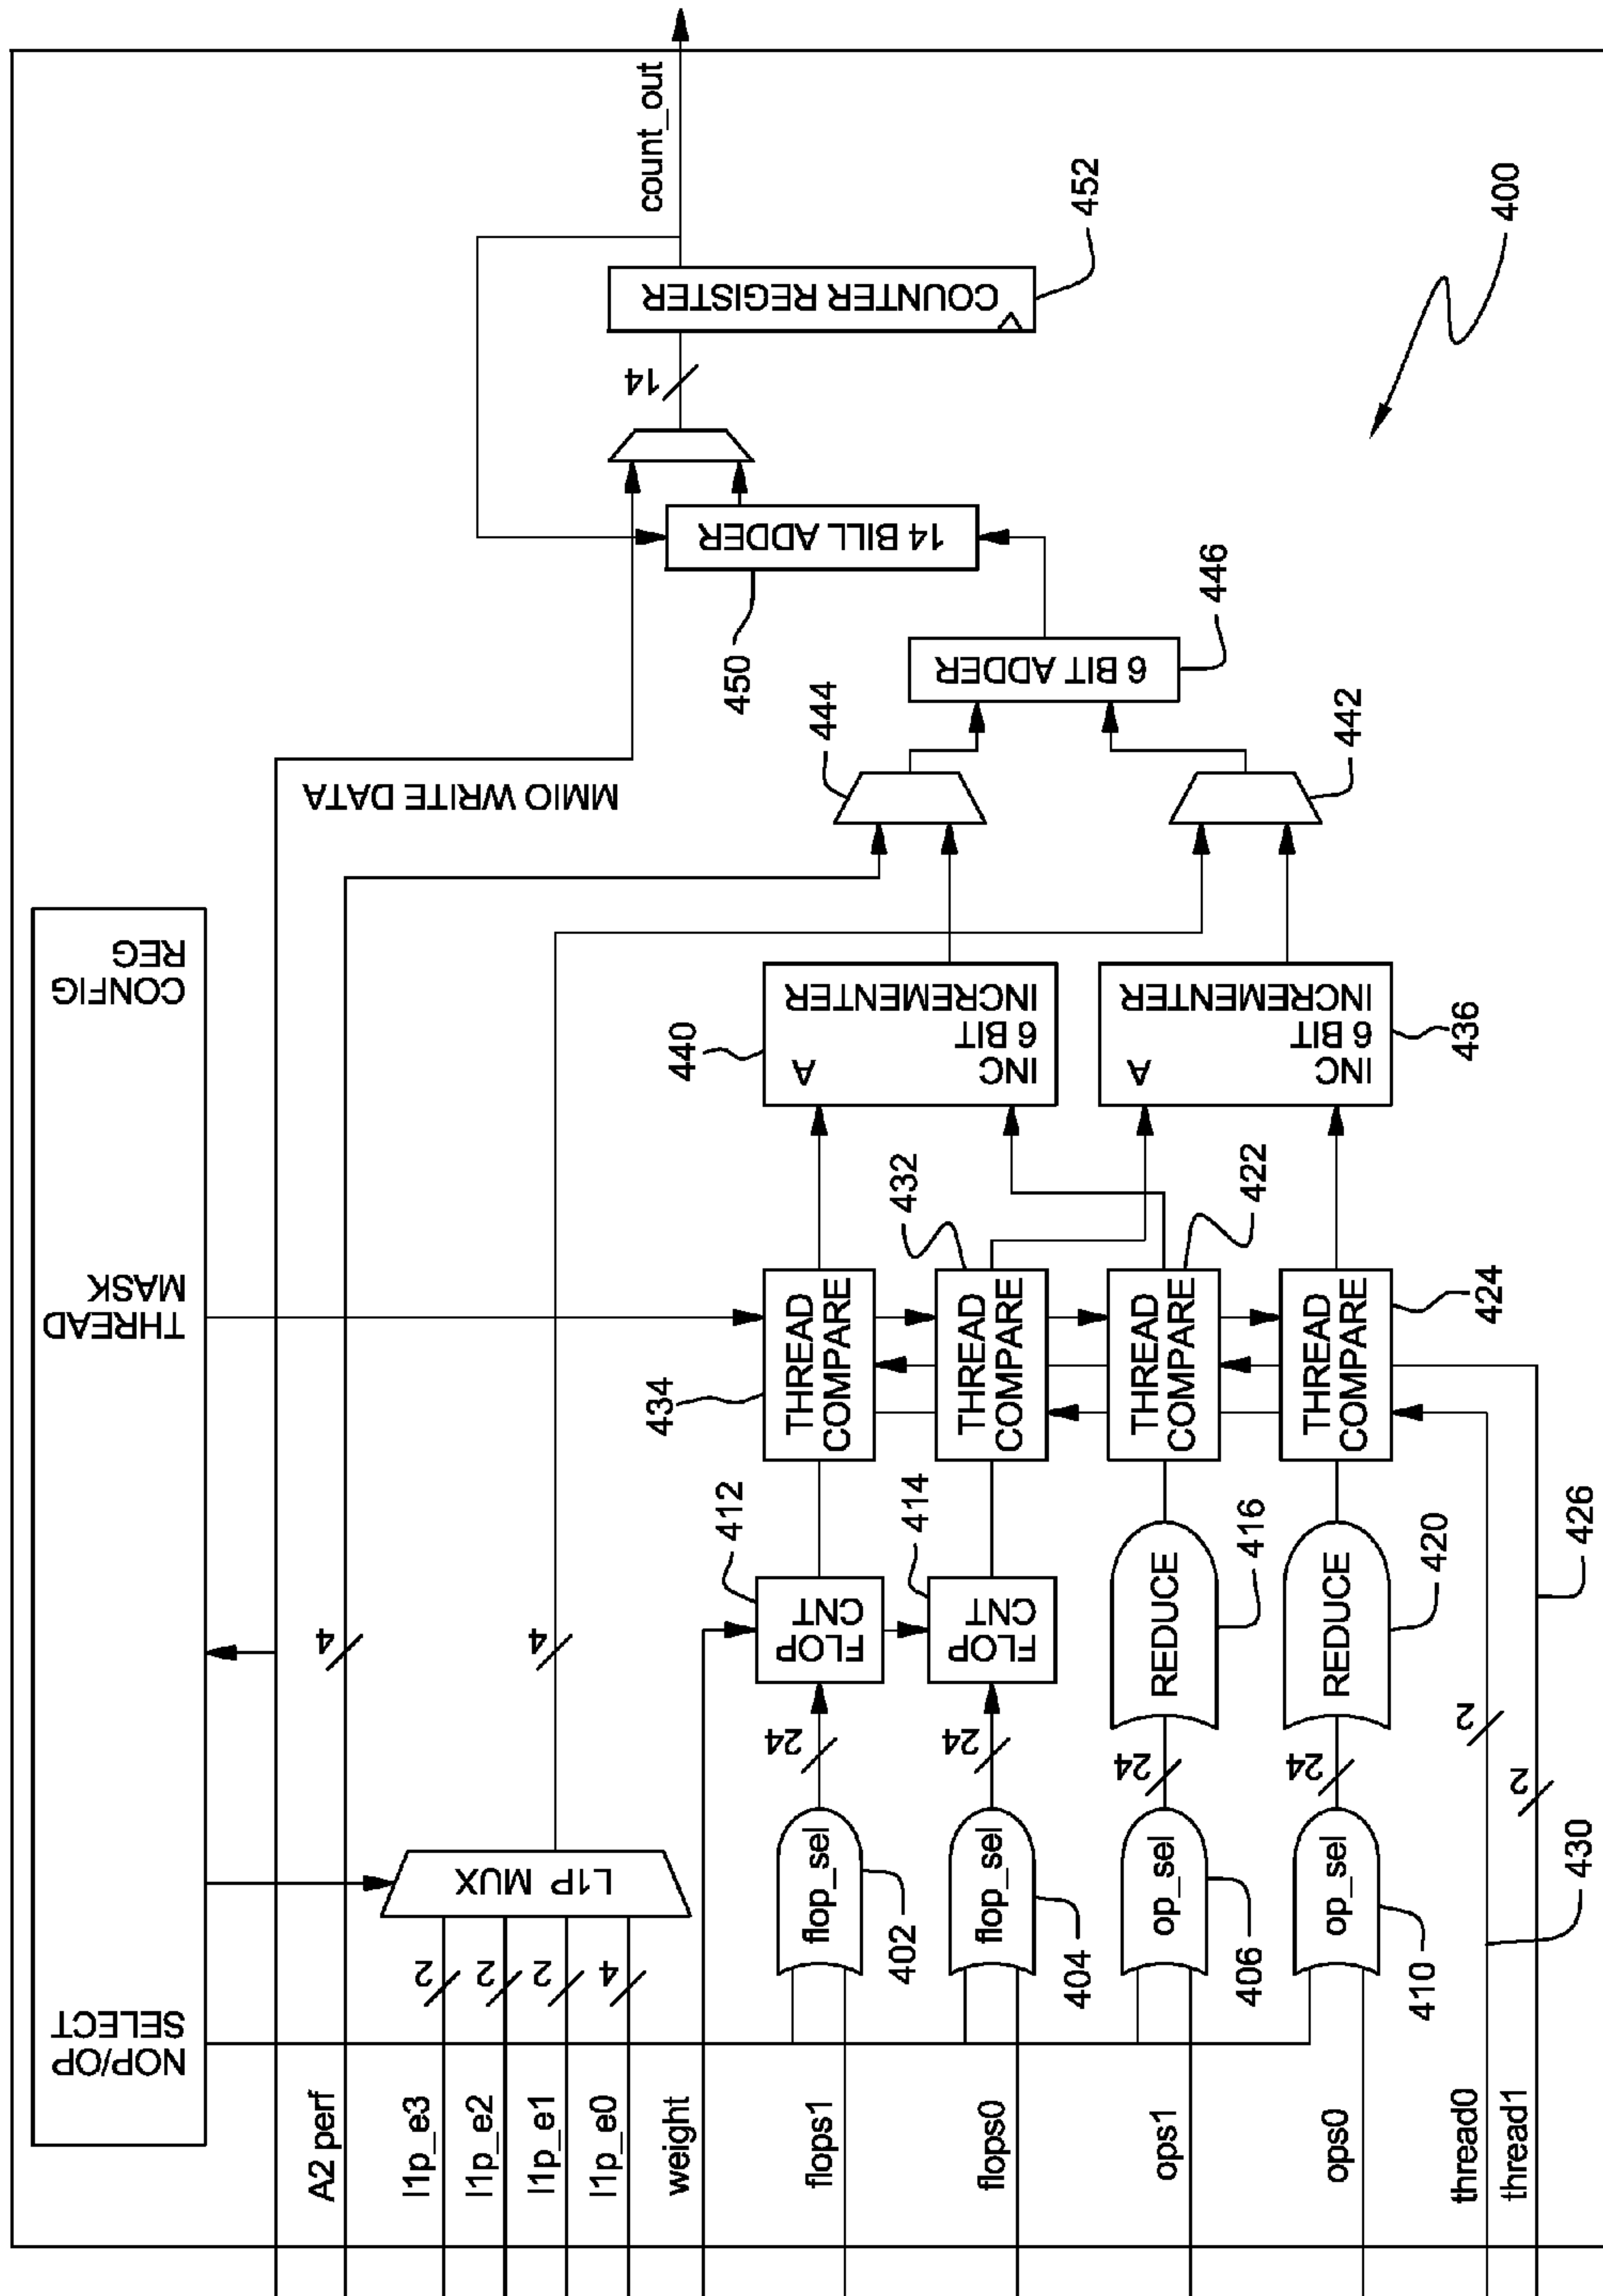 NOP/OP
SELECT
THREAD
MASK
CONFIG
REG
A2 perf
l1p_e3
l1p_e2
l1p_e1
l1p_e0
weight
flops1
flops0
ops1
ops0
thread0
thread1
2
2
2
4
L1P MUX
4
4
MMIO WRITE DATA
flop_sel
402
24
FLOP
CNT
412
THREAD
COMPARE
434
flop_sel
404
24
FLOP
CNT
414
THREAD
COMPARE
432
op_sel
406
24
REDUCE
416
THREAD
COMPARE
422
op_sel
410
24
REDUCE
420
THREAD
COMPARE
424
430
2
2
426
A
INC
6 BIT
INCREMENTER
440
A
INC
6 BIT
INCREMENTER
436
444
442
6 BIT ADDER
446
14 BILL ADDER
450
14
COUNTER REGISTER
452
count_out
400